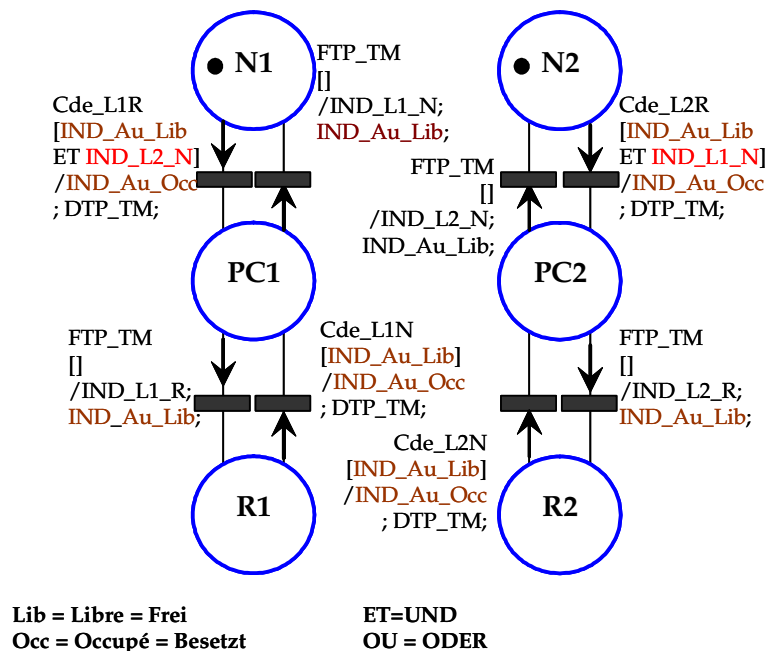 N1
FTP_TM
[]
/IND_L1_N;
IND_Au_Lib;
Cde_L1R
[IND_Au_Lib
ET IND_L2_N]
/IND_Au_Occ
; DTP_TM;
N2
Cde_L2R
[IND_Au_Lib
ET IND_L1_N]
/IND_Au_Occ
; DTP_TM;
FTP_TM
[]
/IND_L2_N;
IND_Au_Lib;
PC1
PC2
FTP_TM
[]
/IND_L1_R;
IND_Au_Lib;
Cde_L1N
[IND_Au_Lib]
/IND_Au_Occ
; DTP_TM;
FTP_TM
[]
/IND_L2_R;
IND_Au_Lib;
Cde_L2N
[IND_Au_Lib]
/IND_Au_Occ
; DTP_TM;
R1
R2
Lib = Libre = Frei
Occ = Occupé = Besetzt
ET=UND
OU = ODER